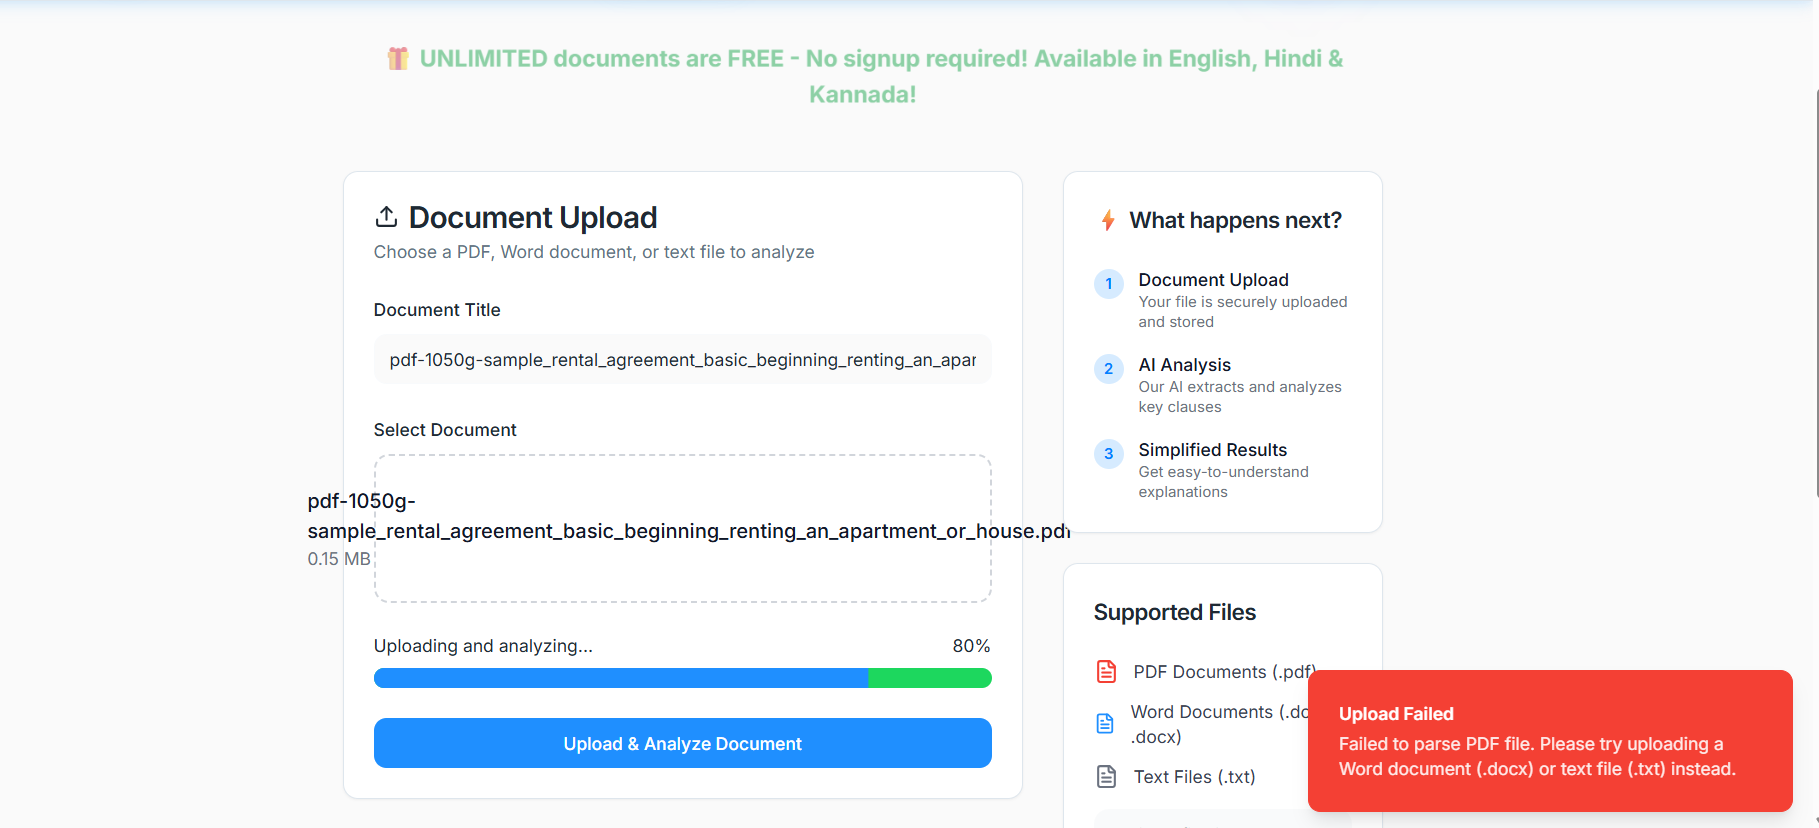 🎁 UNLIMITED documents are FREE - No signup required! Available in English, Hindi &
Kannada!
Document Upload
Choose a PDF, Word document, or text file to analyze
Document Title
pdf-1050g-sample_rental_agreement_basic_beginning_renting_an_apar
Select Document
pdf-1050g-
sample_rental_agreement_basic_beginning_renting_an_apartment_or_house.pdf
0.15 MB
Uploading and analyzing...
80%
Upload & Analyze Document
⚡ What happens next?
1
Document Upload
Your file is securely uploaded
and stored
2
AI Analysis
Our AI extracts and analyzes
key clauses
3
Simplified Results
Get easy-to-understand
explanations
Supported Files
PDF Documents (.pdf)
Word Documents (.do
.docx)
Text Files (.txt)
Upload Failed
Failed to parse PDF file. Please try uploading a
Word document (.docx) or text file (.txt) instead.